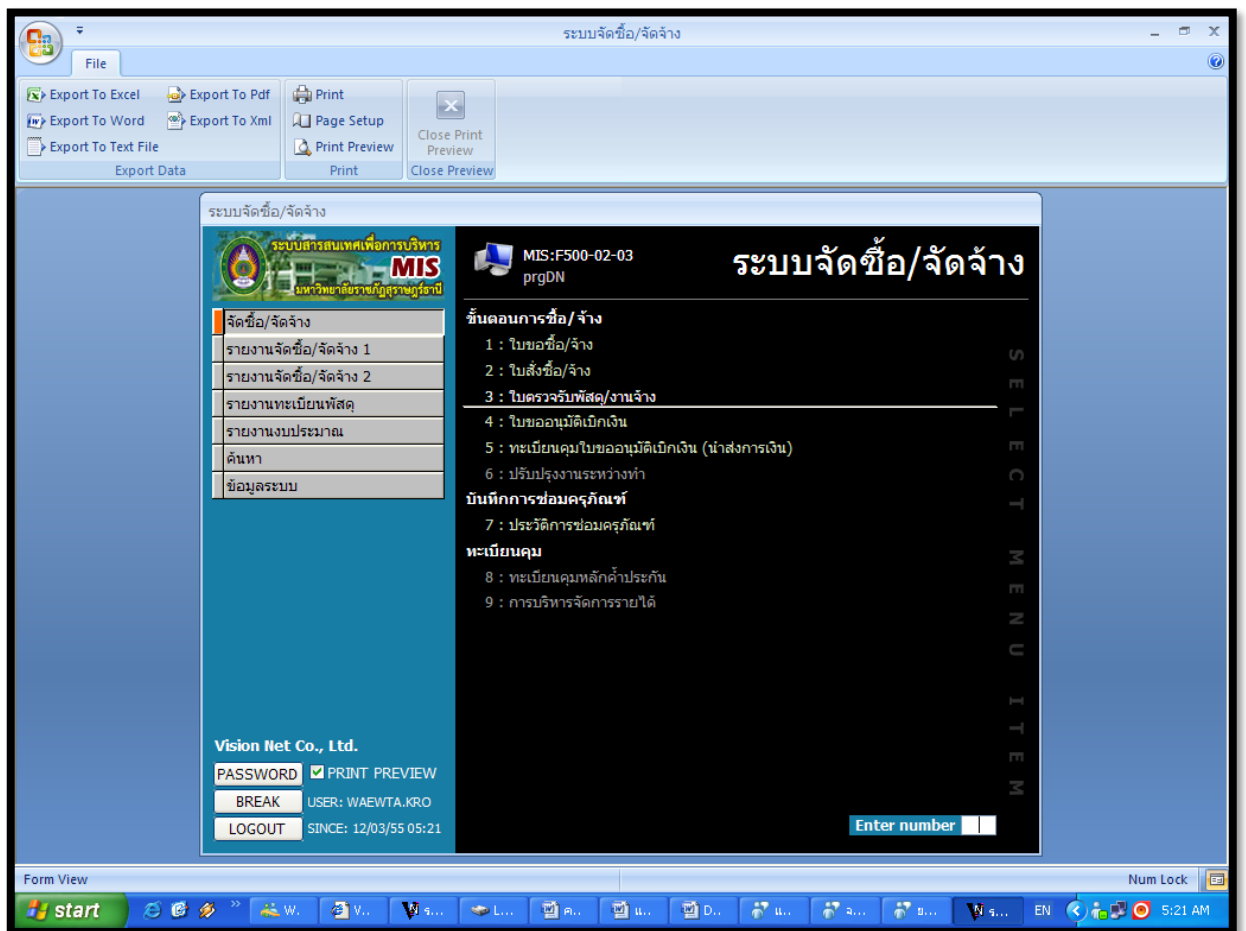 ระบบจัดซื้อ/จัดจ้าง
File
Export To Excel
Export To Pdf
Print
Export To Word
Export To Xml
Page Setup
Close Print Preview
Export To Text File
Print Preview
Export Data
Print
Close Preview
ระบบจัดซื้อ/จัดจ้าง
ระบบสารสนเทศเพื่อการบริหาร
MIS
มหาวิทยาลัยราชภัฏสุราษฎร์ธานี
MIS:F500-02-03
prgDN
ระบบจัดซื้อ/จัดจ้าง
จัดซื้อ/จัดจ้าง
รายงานจัดซื้อ/จัดจ้าง 1
รายงานจัดซื้อ/จัดจ้าง 2
รายงานทะเบียนพัสดุ
รายงานงบประมาณ
ค้นหา
ข้อมูลระบบ
ขั้นตอนการซื้อ/จ้าง
1 : ใบขอซื้อ/จ้าง
2 : ใบสั่งซื้อ/จ้าง
3 : ใบตรวจรับพัสดุ/งานจ้าง
4 : ใบขออนุมัติเบิกเงิน
5 : ทะเบียนคุมใบขออนุมัติเบิกเงิน (นำส่งการเงิน)
6 : ปรับปรุงงานระหว่างทำ
บันทึกการซ่อมครุภัณฑ์
7 : ประวัติการซ่อมครุภัณฑ์
ทะเบียนคุม
8 : ทะเบียนคุมหลักค้ำประกัน
9 : การบริหารจัดการรายได้
SELECT MENU ITEM
Vision Net Co., Ltd.
PASSWORD
PRINT PREVIEW
BREAK
USER: WAEWTA.KRO
LOGOUT
SINCE: 12/03/55 05:21
Enter number
Form View
Num Lock
start
W.
V..
ร...
L...
ค..
แ..
D..
แ..
จ...
ย...
ร...
EN
5:21 AM